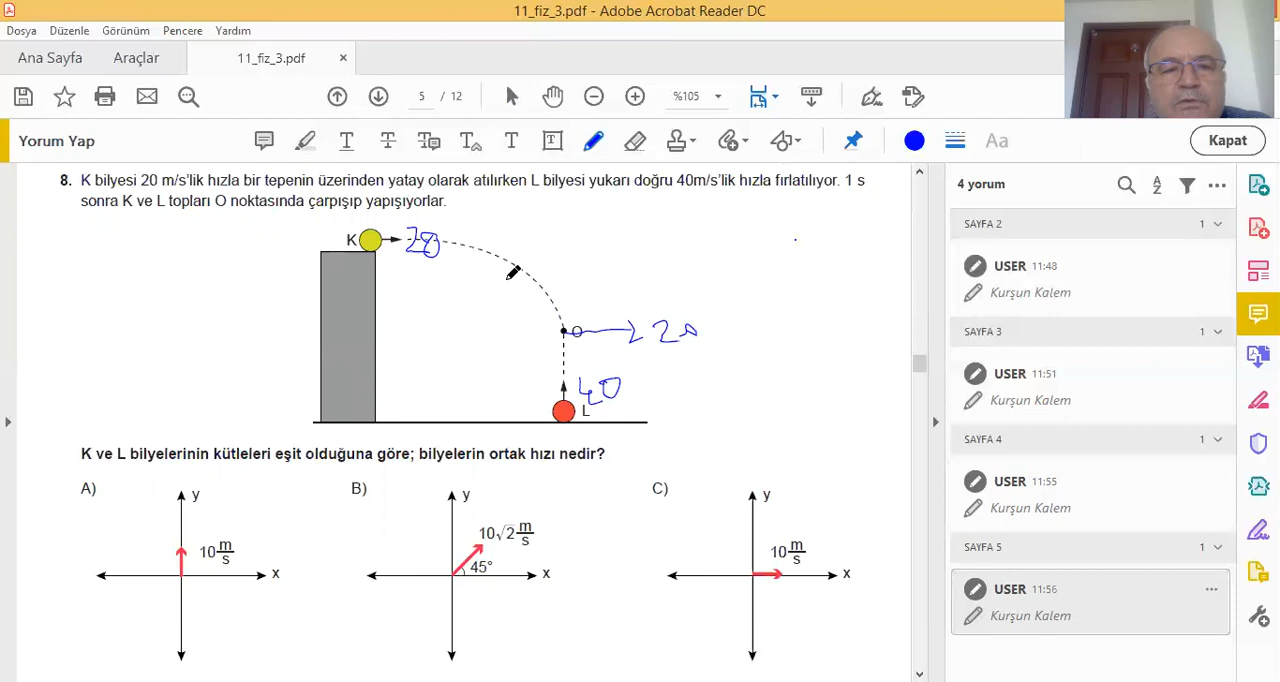 11_fiz_3.pdf - Adobe Acrobat Reader DC
Dosya Düzenle Görünüm Pencere Yardım
Ana Sayfa Araçlar 11_fiz_3.pdf ×
5 / 12 %105
Yorum Yap Aa Kapat
8. K bilyesi 20 m/s'lik hızla bir tepenin üzerinden yatay olarak atılırken L bilyesi yukarı doğru 40m/s'lik hızla fırlatılıyor. 1 s
sonra K ve L topları O noktasında çarpışıp yapışıyorlar.
K 20
O 20
40
L
K ve L bilyelerinin kütleleri eşit olduğuna göre; bilyelerin ortak hızı nedir?
A) y
10 m/s
x
B) y
10√2 m/s
45°
x
C) y
10 m/s
x
4 yorum
SAYFA 2 1
USER 11:48
Kurşun Kalem
SAYFA 3 1
USER 11:51
Kurşun Kalem
SAYFA 4 1
USER 11:55
Kurşun Kalem
SAYFA 5 1
USER 11:56
Kurşun Kalem